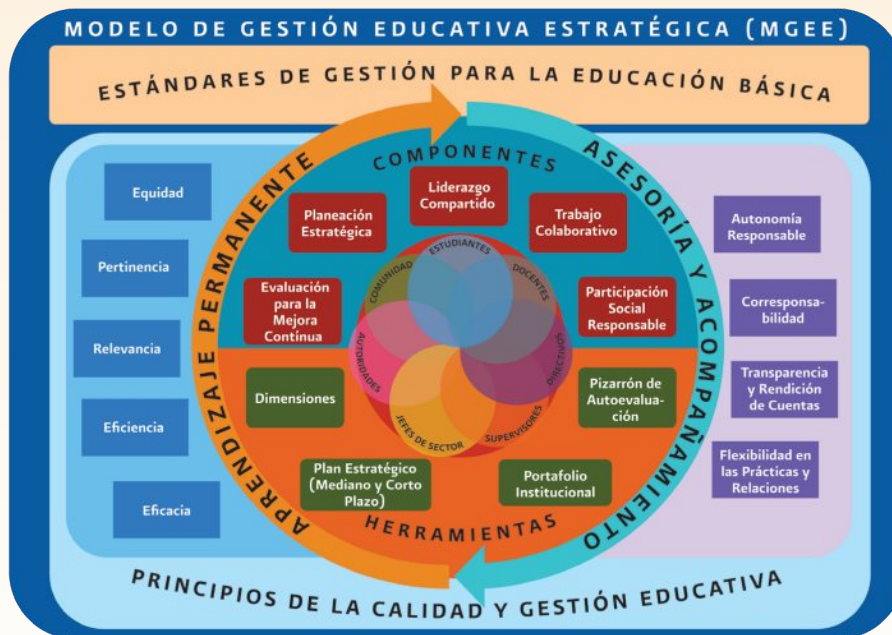 MODELO DE GESTIÓN EDUCATIVA ESTRATÉGICA (MGEE)
ESTÁNDARES DE GESTIÓN PARA LA EDUCACIÓN BÁSICA
APRENDIZAJE PERMANENTE
ASESORÍA Y ACOMPAÑAMIENTO
COMPONENTES
Equidad
Pertinencia
Relevancia
Eficiencia
Eficacia
Liderazgo
Compartido
Planeación
Estratégica
Trabajo
Colaborativo
Evaluación
para la
Mejora
Contínua
Participación
Social
Responsable
ESTUDIANTES
DOCENTES
DIRECTIVOS
SUPERVISORES
JEFES DE SECTOR
AUTORIDADES
COMUNIDAD
Dimensiones
Pizarrón de
Autoevalua-
ción
Plan Estratégico
(Mediano y Corto
Plazo)
Portafolio
Institucional
HERRAMIENTAS
Autonomía
Responsable
Corresponsa-
bilidad
Transparencia
y Rendición
de Cuentas
Flexibilidad en
las Prácticas y
Relaciones
PRINCIPIOS DE LA CALIDAD Y GESTIÓN EDUCATIVA